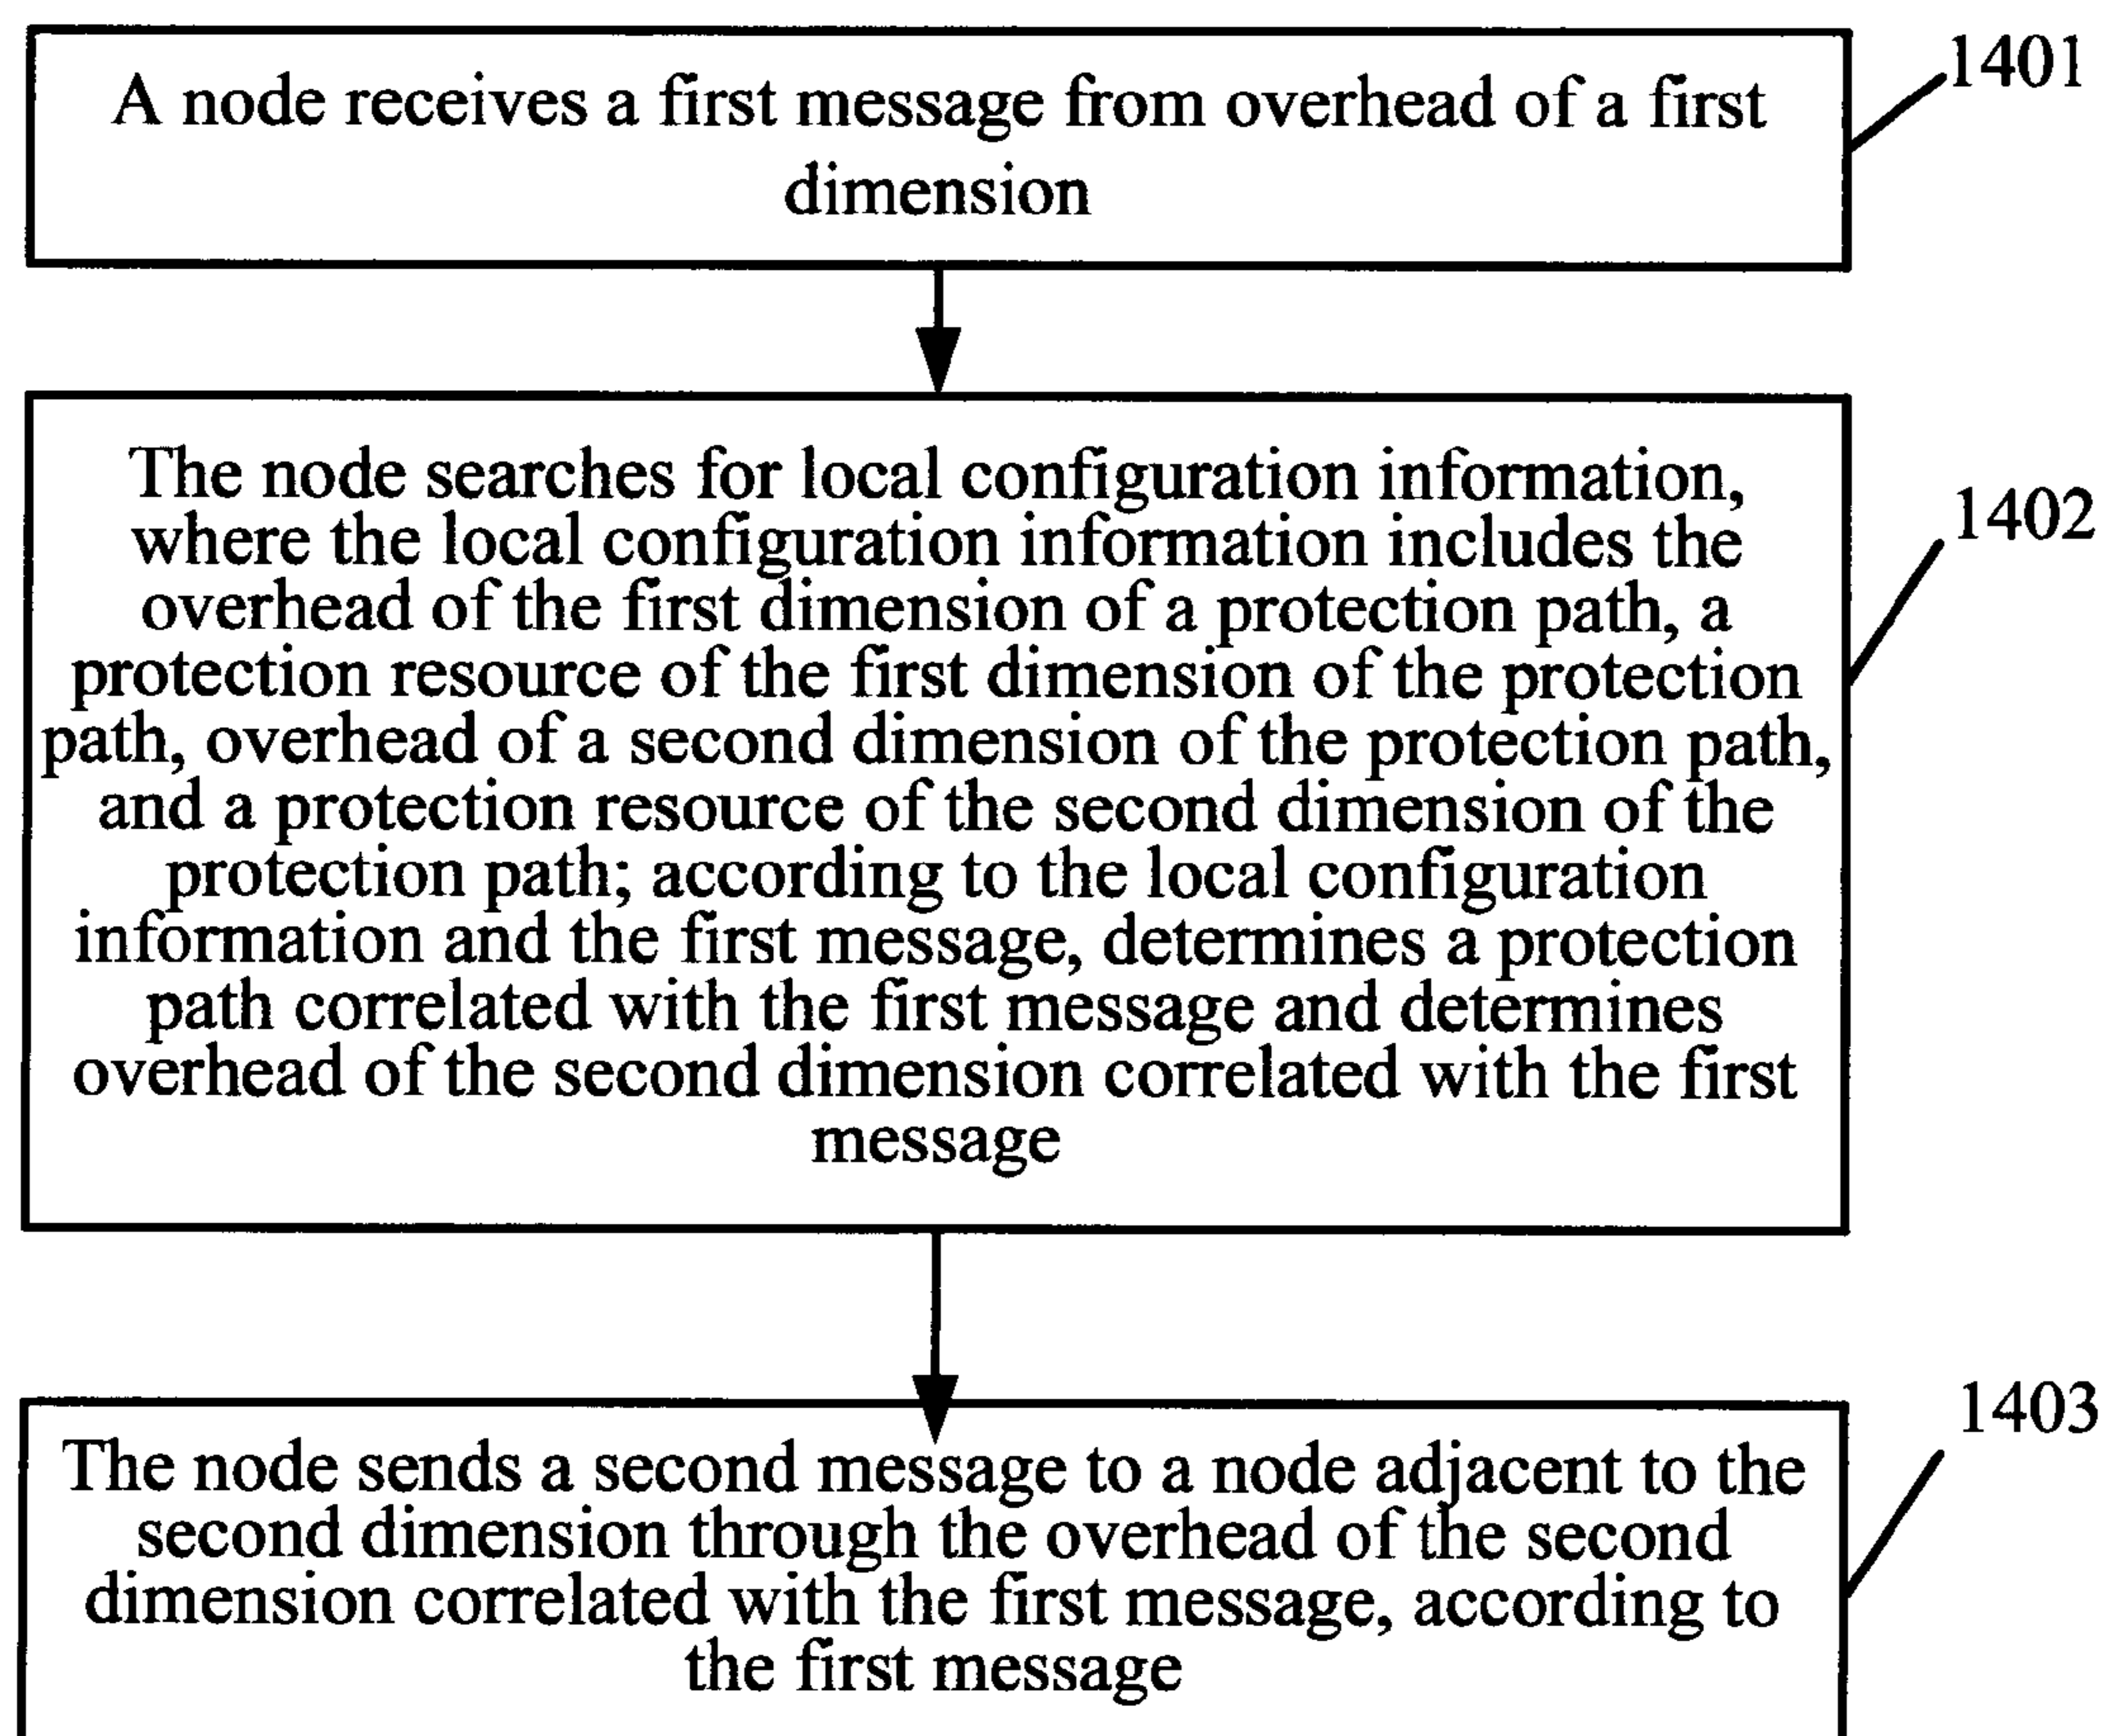 A node receives a first message from overhead of a first
dimension
1401
The node searches for local configuration information,
where the local configuration information includes the
overhead of the first dimension of a protection path, a
protection resource of the first dimension of the protection
path, overhead of a second dimension of the protection path,
and a protection resource of the second dimension of the
protection path; according to the local configuration
information and the first message, determines a protection
path correlated with the first message and determines
overhead of the second dimension correlated with the first
message
1402
The node sends a second message to a node adjacent to the
second dimension through the overhead of the second
dimension correlated with the first message, according to
the first message
1403